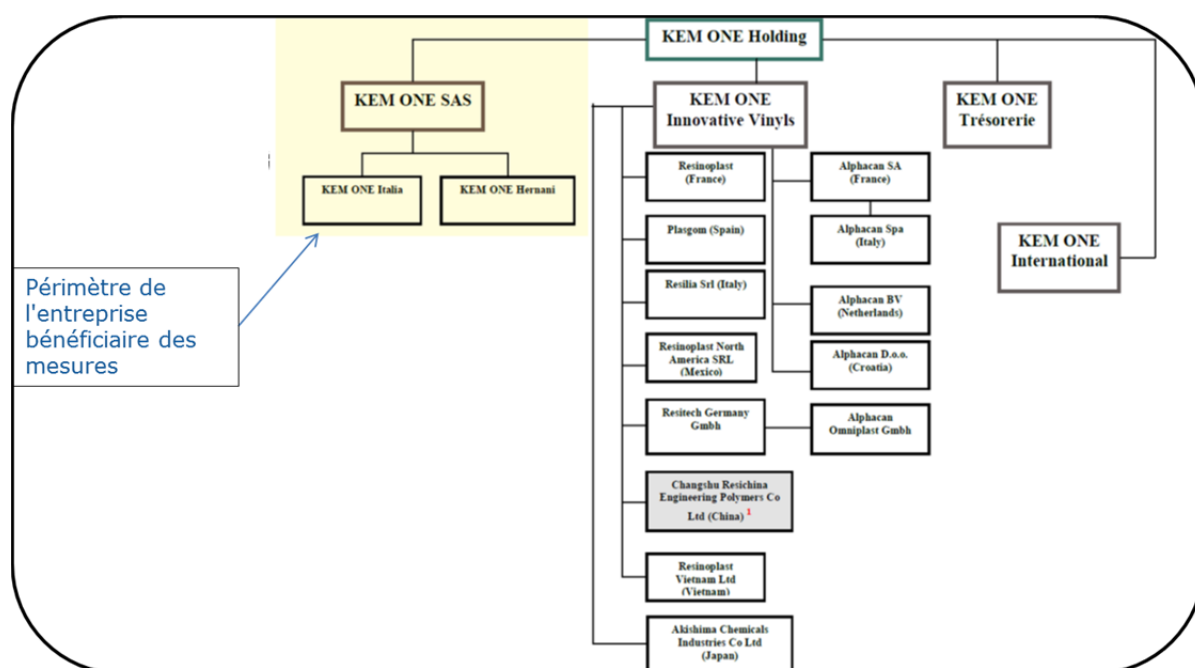 KEM ONE Holding
KEM ONE SAS
KEM ONE
Innovative Vinyls
KEM ONE
Trésorerie
KEM ONE Italia
KEM ONE Hernani
Resinoplast
(France)
Alphacan SA
(France)
Plasgom (Spain)
Alphacan Spa
(Italy)
KEM ONE
International
Périmètre de
l'entreprise
bénéficiaire des
mesures
Resilia Srl (Italy)
Alphacan BV
(Netherlands)
Resinoplast North
America SRL
(Mexico)
Alphacan D.o.o.
(Croatia)
Resitech Germany
Gmbh
Alphacan
Omniplast Gmbh
Changshu Resichina
Engineering Polymers Co
Ltd (China) 1
Resinoplast
Vietnam Ltd
(Vietnam)
Akishima Chemicals
Industries Co Ltd
(Japan)